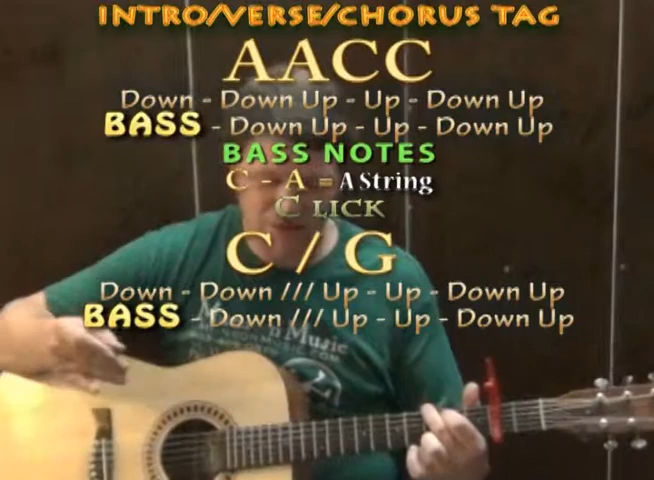 INTRO/VERSE/CHORUS TAG
AACC
Down - Down Up - Up - Down Up
BASS - Down Up - Up - Down Up
BASS NOTES
C - A = A String
C LICK
C / G
Down - Down /// Up - Up - Down Up
BASS - Down /// Up - Up - Down Up
Music